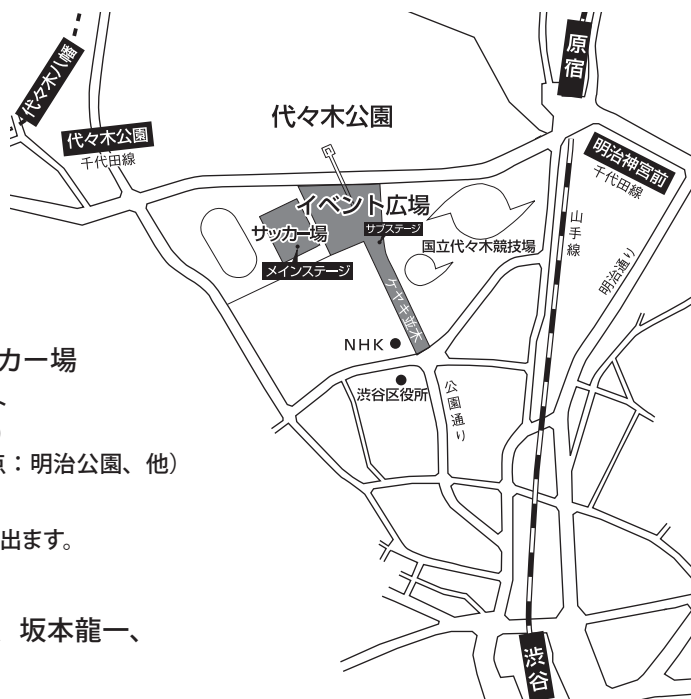 原宿
代々木八幡
代々木公園
千代田線
代々木公園
明治神宮前
千代田線
イベント広場
サッカー場
サブステージ
メインステージ
国立代々木競技場
山手線
明治通り
ケヤキ並木
NHK
渋谷区役所
公園通り
カー場
点：明治公園、他）
出ます。
坂本龍一、
渋谷